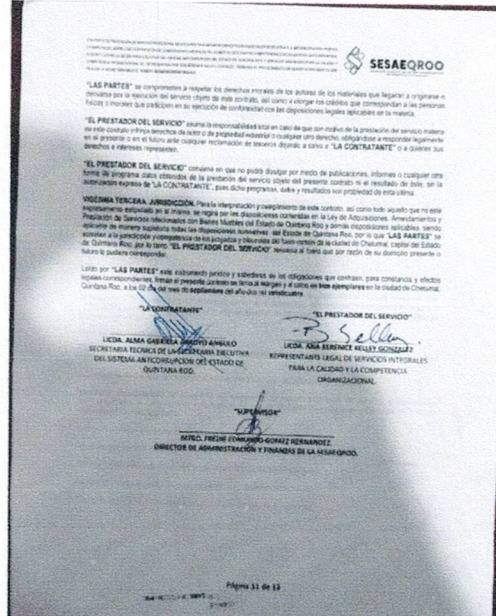 SESAEQROO
"LAS PARTES" se comprometen a respetar los derechos morales de los autores de los materiales que llegaran a originarse o
derivarse por la ejecución del servicio objeto de este contrato, así como a otorgar los créditos que correspondan a las personas
físicas o morales que participen en su ejecución de conformidad con las disposiciones legales aplicables en la materia.
"EL PRESTADOR DEL SERVICIO" asume la responsabilidad total en caso de que con motivo de la prestación del servicio materia
de este contrato infrinja derechos de autor o de propiedad industrial o cualquier otro derecho, obligándose a responder legalmente
en el presente o en el futuro ante cualquier reclamación de terceros dejando a salvo a "LA CONTRATANTE" o a quienes sus
derechos e intereses representen.
"EL PRESTADOR DEL SERVICIO" conviene en que no podrá divulgar por medio de publicaciones, informes o cualquier otra
forma de programa datos obtenidos de la prestación del servicio objeto del presente contrato ni el resultado de éste, sin la
autorización expresa de "LA CONTRATANTE", pues dicho programas, datos y resultados son propiedad de esta última.
VIGÉSIMA TERCERA. JURISDICCIÓN. Para la interpretación y cumplimiento de este contrato, así como todo aquello que no esté
expresamente estipulado en el mismo, se regirá por las disposiciones contenidas en la Ley de Adquisiciones, Arrendamientos y
Prestación de Servicios relacionados con Bienes Muebles del Estado de Quintana Roo y demás disposiciones aplicables, siendo
aplicable de manera supletoria todas las disposiciones normativas del Estado de Quintana Roo, por lo que "LAS PARTES" se
someten a la jurisdicción y competencia de los juzgados y tribunales del fuero común de la ciudad de Chetumal, capital del Estado
de Quintana Roo, por lo tanto "EL PRESTADOR DEL SERVICIO" renuncia al fuero que por razón de su domicilio presente o
futuro le pudiera corresponder.
Leído por "LAS PARTES" este instrumento jurídico y sabedoras de las obligaciones que contraen, para constancia y efectos
legales correspondientes, firman el presente contrato se firma al margen y al calce en tres ejemplares en la ciudad de Chetumal,
Quintana Roo, a los 02 del mes de septiembre del año dos mil veinticuatro.
"LA CONTRATANTE"
LICDA. ALMA GABRIELA ARROYO ANGULO
SECRETARIA TÉCNICA DE LA SECRETARÍA EJECUTIVA
DEL SISTEMA ANTICORRUPCIÓN DEL ESTADO DE
QUINTANA ROO.
"EL PRESTADOR DEL SERVICIO"
B Kelley
LICDA. ANA BERENICE KELLEY GONZALEZ
REPRESENTANTE LEGAL DE SERVICIOS INTEGRALES
PARA LA CALIDAD Y LA COMPETENCIA
ORGANIZACIONAL.
"SUPERVISOR"
MTRO. FREDIE EDMUNDO GOMEZ HERNANDEZ.
DIRECTOR DE ADMINISTRACIÓN Y FINANZAS DE LA SESAEQROO.
Página 11 de 12